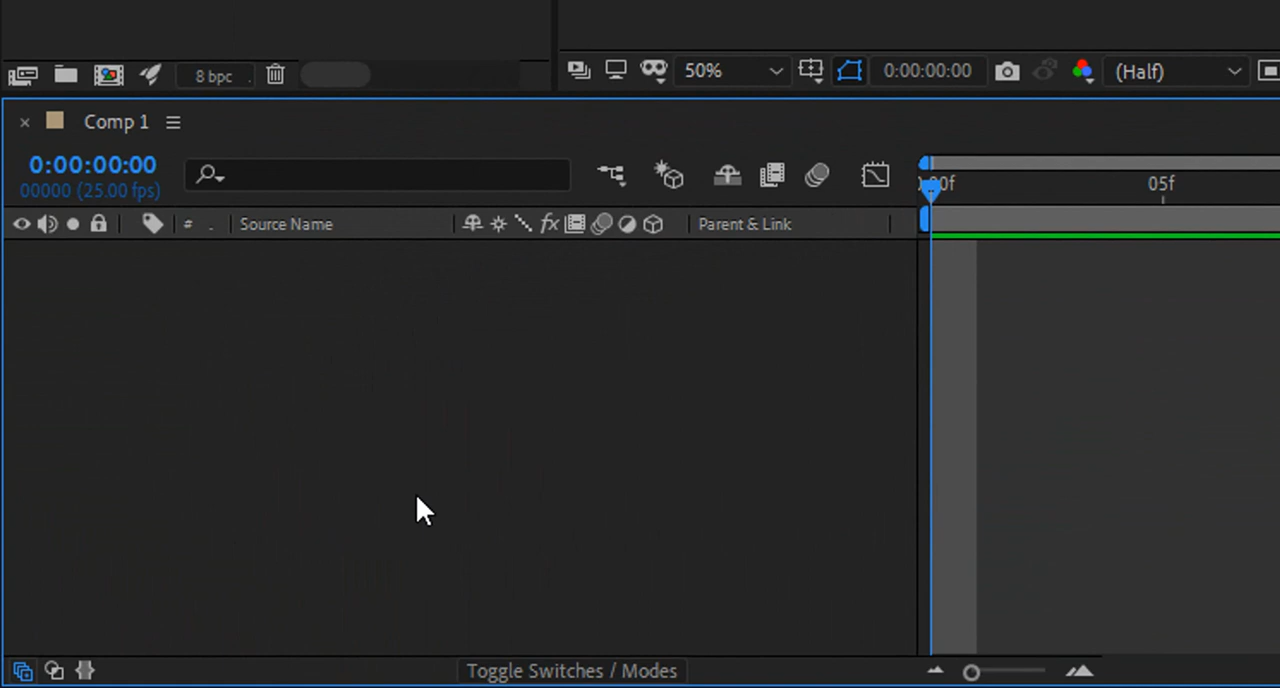 8 bpc
50%
0:00:00:00
(Half)
Comp 1
0:00:00:00
00000 (25.00 fps)
05f
# . Source Name
fx
Parent & Link
Toggle Switches / Modes